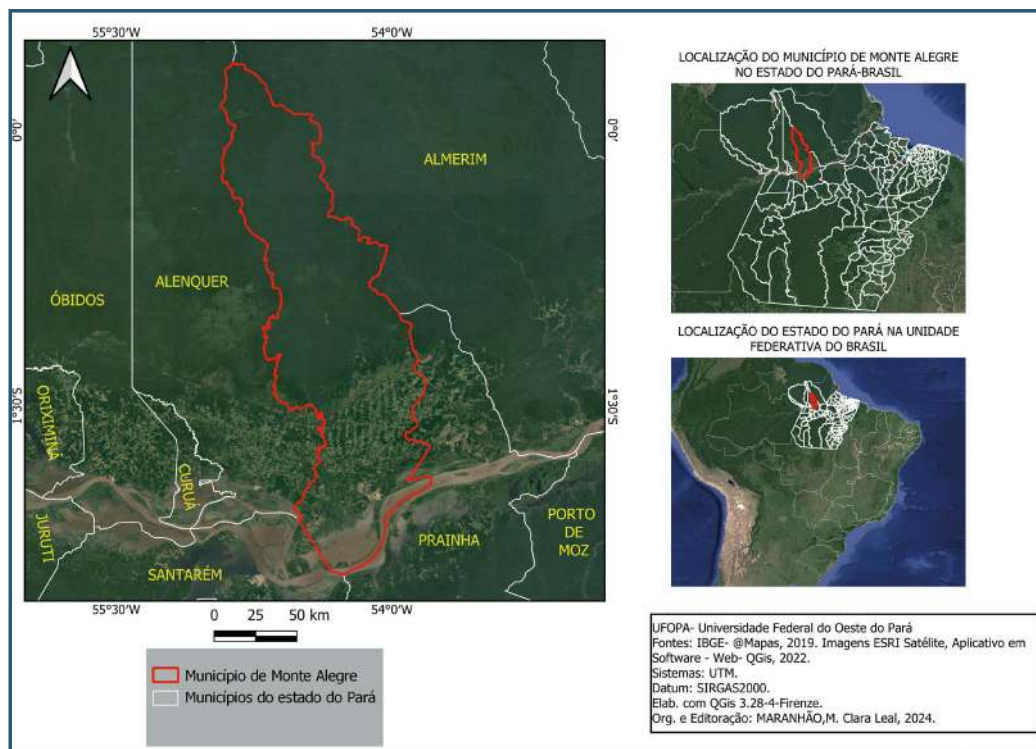 55°30'W
54°0'W
0°0'
0°0'
ALMERIM
ALENQUER
ÓBIDOS
1°30'S
1°30'S
ORIXIMINÁ
CURUÁ
JURUTI
SANTARÉM
PRAINHA
PORTO
DE
MOZ
55°30'W
54°0'W
0 25 50 km
Município de Monte Alegre
Municípios do estado do Pará
LOCALIZAÇÃO DO MUNICÍPIO DE MONTE ALEGRE
NO ESTADO DO PARÁ-BRASIL
LOCALIZAÇÃO DO ESTADO DO PARÁ NA UNIDADE
FEDERATIVA DO BRASIL
UFOPA- Universidade Federal do Oeste do Pará
Fontes: IBGE- @Mapas, 2019. Imagens ESRI Satélite, Aplicativo em
Software - Web- QGis, 2022.
Sistemas: UTM.
Datum: SIRGAS2000.
Elab. com QGis 3.28-4-Firenze.
Org. e Editoração: MARANHÃO,M. Clara Leal, 2024.